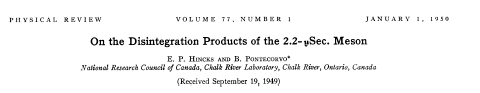 PHYSICAL REVIEW VOLUME 77, NUMBER 1 JANUARY 1, 1950
On the Disintegration Products of the 2.2-μSec. Meson
E. P. HINCKS AND B. PONTECORVO*
National Research Council of Canada, Chalk River Laboratory, Chalk River, Ontario, Canada
(Received September 19, 1949)